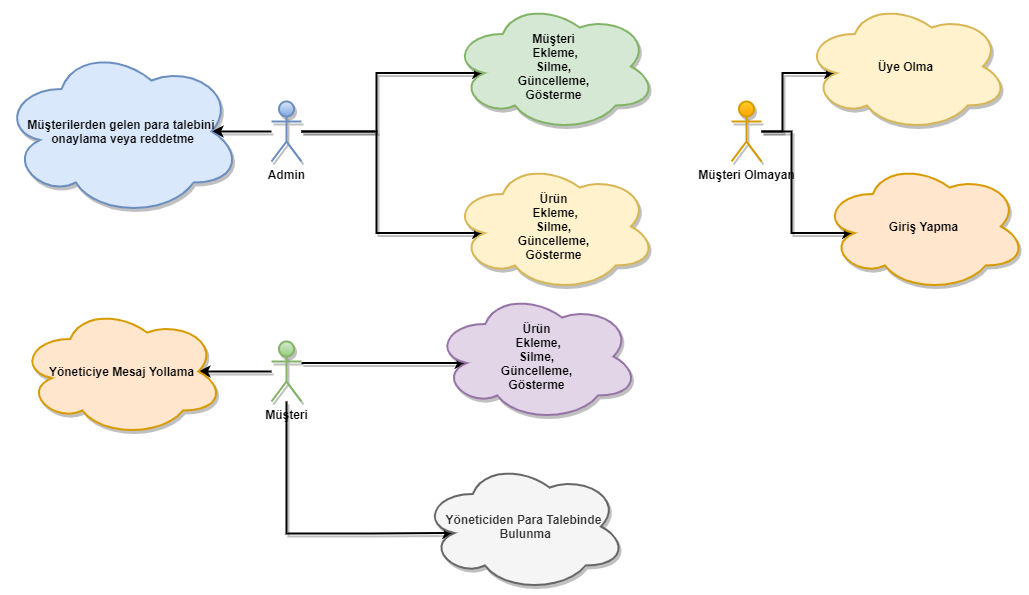 Müşteri
Ekleme,
Silme,
Güncelleme,
Gösterme
Üye Olma
Müşterilerden gelen para talebini
onaylama veya reddetme
Admin
Müşteri Olmayan
Ürün
Ekleme,
Silme,
Güncelleme,
Gösterme
Giriş Yapma
Yöneticiye Mesaj Yollama
Müşteri
Ürün
Ekleme,
Silme,
Güncelleme,
Gösterme
Yöneticiden Para Talebinde
Bulunma